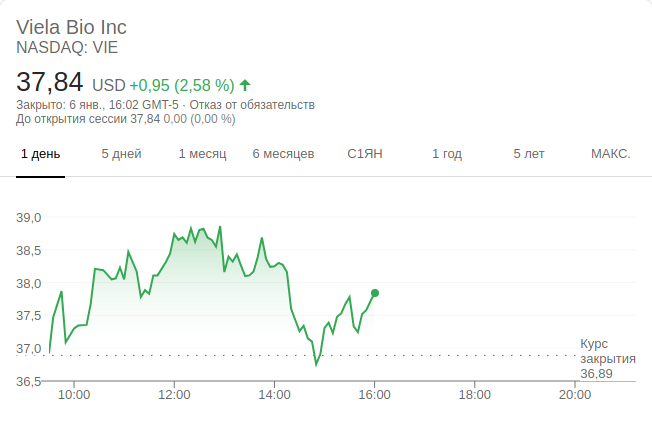 Viela Bio Inc
NASDAQ: VIE
37,84 USD +0,95 (2,58 %)
Закрыто: 6 янв., 16:02 GMT-5 · Отказ от обязательств
До открытия сессии 37,84 0,00 (0,00 %)
1 день 5 дней 1 месяц 6 месяцев С1ЯН 1 год 5 лет МАКС.
39,0
38,5
38,0
37,5
37,0
Курс
закрытия
36,89
36,5
10:00 12:00 14:00 16:00 18:00 20:00